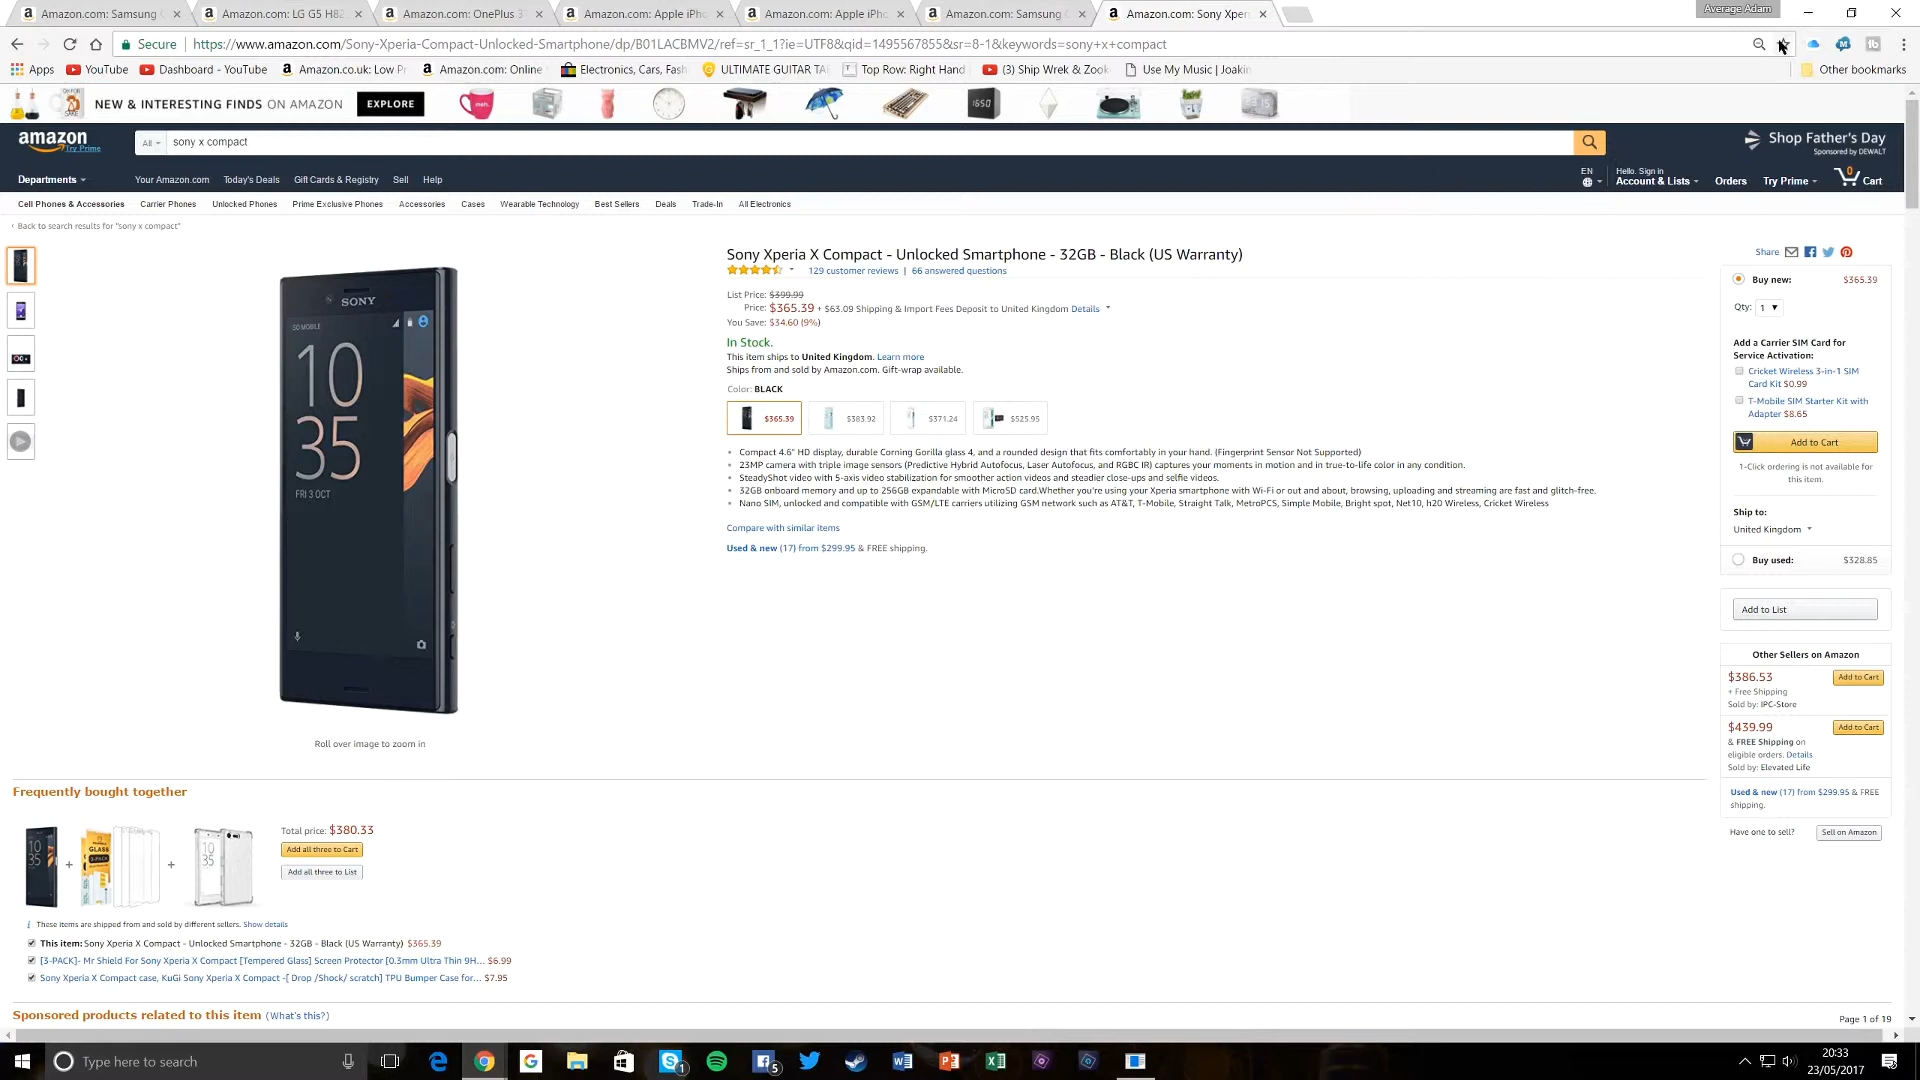 Amazon.com: Samsung
Amazon.com: LG G5 H82
Amazon.com: OnePlus 3
Amazon.com: Apple iPho
Amazon.com: Apple iPho
Amazon.com: Samsung
Amazon.com: Sony Xper
Average Adam
Secure
https://www.amazon.com/Sony-Xperia-Compact-Unlocked-Smartphone/dp/B01LACBMV2/ref=sr_1_1?ie=UTF8&qid=1495567855&sr=8-1&keywords=sony+x+compact
Apps
YouTube
Dashboard - YouTube
Amazon.co.uk: Low Pr
Amazon.com: Online
Electronics, Cars, Fash
ULTIMATE GUITAR TA
Top Row: Right Hand
(3) Ship Wrek & Zook
Use My Music | Joakin
Other bookmarks
NEW & INTERESTING FINDS ON AMAZON
EXPLORE
meh.
amazon
Try Prime
All
sony x compact
Shop Father's Day
Sponsored by DEWALT
Departments
Your Amazon.com
Today's Deals
Gift Cards & Registry
Sell
Help
EN
Hello. Sign in
Account & Lists
Orders
Try Prime
0
Cart
Cell Phones & Accessories
Carrier Phones
Unlocked Phones
Prime Exclusive Phones
Accessories
Cases
Wearable Technology
Best Sellers
Deals
Trade-In
All Electronics
‹ Back to search results for "sony x compact"
SONY
SO MOBILE
10
35
FRI 3 OCT
Roll over image to zoom in
Sony Xperia X Compact - Unlocked Smartphone - 32GB - Black (US Warranty)
129 customer reviews | 66 answered questions
List Price: $399.99
Price: $365.39 + $63.09 Shipping & Import Fees Deposit to United Kingdom Details
You Save: $34.60 (9%)
In Stock.
This item ships to United Kingdom. Learn more
Ships from and sold by Amazon.com. Gift-wrap available.
Color: BLACK
$365.39
$383.92
$371.24
$525.95
Compact 4.6" HD display, durable Corning Gorilla glass 4, and a rounded design that fits comfortably in your hand. (Fingerprint Sensor Not Supported)
23MP camera with triple image sensors (Predictive Hybrid Autofocus, Laser Autofocus, and RGBC IR) captures your moments in motion and in true-to-life color in any condition.
SteadyShot video with 5-axis video stabilization for smoother action videos and steadier close-ups and selfie videos.
32GB onboard memory and up to 256GB expandable with MicroSD card.Whether you're using your Xperia smartphone with Wi-Fi or out and about, browsing, uploading and streaming are fast and glitch-free.
Nano SIM, unlocked and compatible with GSM/LTE carriers utilizing GSM network such as AT&T, T-Mobile, Straight Talk, MetroPCS, Simple Mobile, Bright spot, Net10, h20 Wireless, Cricket Wireless
Compare with similar items
Used & new (17) from $299.95 & FREE shipping.
Share
Buy new:
$365.39
Qty: 1
Add a Carrier SIM Card for
Service Activation:
Cricket Wireless 3-in-1 SIM
Card Kit $0.99
T-Mobile SIM Starter Kit with
Adapter $8.65
Add to Cart
1-Click ordering is not available for
this item.
Ship to:
United Kingdom
Buy used:
$328.85
Add to List
Other Sellers on Amazon
$386.53
Add to Cart
+ Free Shipping
Sold by: IPC-Store
$439.99
Add to Cart
& FREE Shipping on
eligible orders. Details
Sold by: Elevated Life
Used & new (17) from $299.95 & FREE
shipping.
Have one to sell?
Sell on Amazon
Frequently bought together
10
35
GLASS
3-PACK
10
35
Total price: $380.33
Add all three to Cart
Add all three to List
These items are shipped from and sold by different sellers. Show details
This item: Sony Xperia X Compact - Unlocked Smartphone - 32GB - Black (US Warranty) $365.39
[3-PACK]- Mr Shield For Sony Xperia X Compact [Tempered Glass] Screen Protector [0.3mm Ultra Thin 9H... $6.99
Sony Xperia X Compact case, KuGi Sony Xperia X Compact -[ Drop /Shock/ scratch] TPU Bumper Case for... $7.95
Sponsored products related to this item (What's this?)
Page 1 of 19
Type here to search
1
5
20:33
23/05/2017